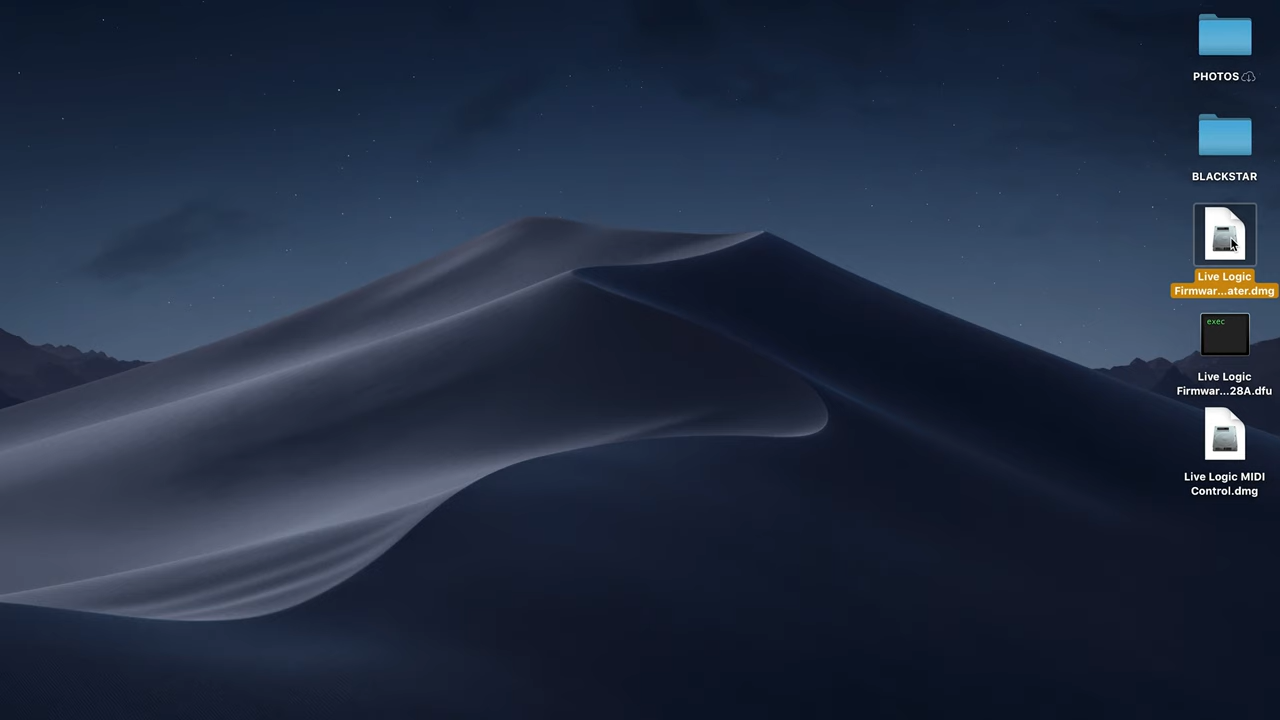 PHOTOS
BLACKSTAR
Live Logic
Firmwar...ater.dmg
exec
Live Logic
Firmwar...28A.dfu
Live Logic MIDI
Control.dmg